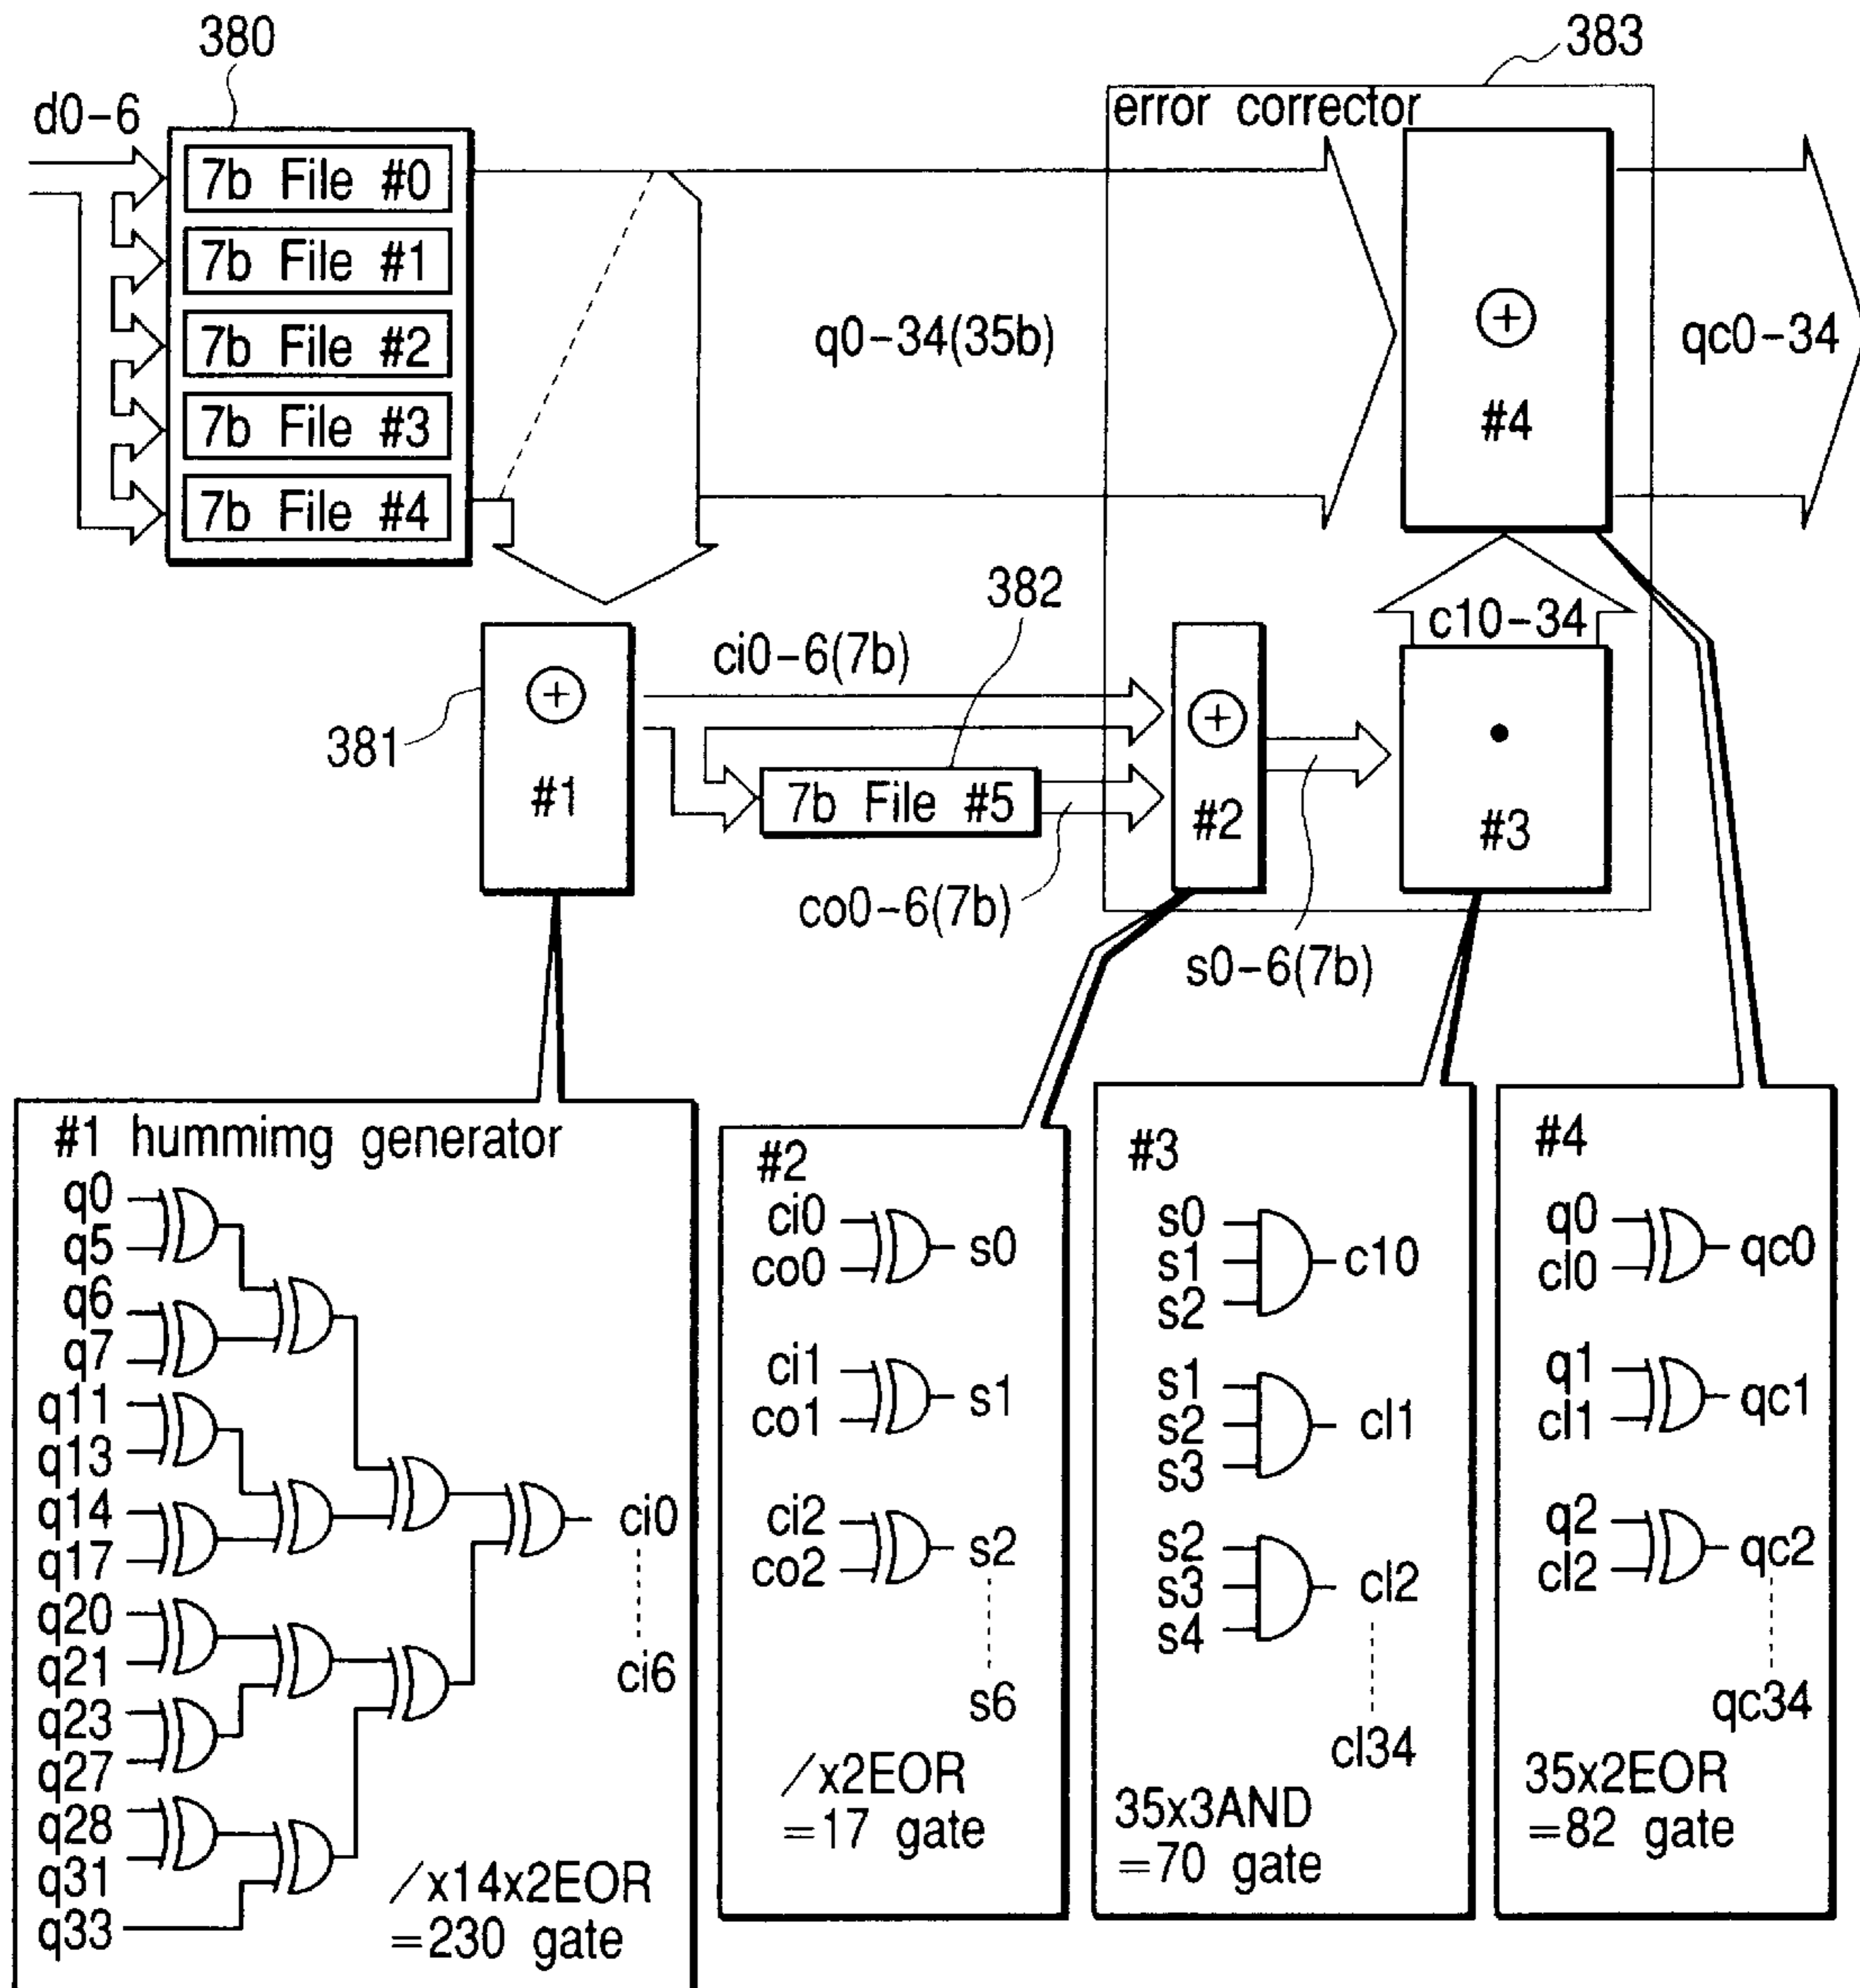 380
383
d0-6
error corrector
7b File #0
7b File #1
7b File #2
7b File #3
7b File #4
q0-34(35b)
#4
qc0-34
382
c10-34
ci0-6(7b)
381
#1
7b File #5
#2
#3
co0-6(7b)
s0-6(7b)
#1 hummimg generator
q0
q5
q6
q7
q11
q13
q14
q17
q20
q21
q23
q27
q28
q31
q33
ci0
ci6
/x14x2EOR
=230 gate
#2
ci0
co0
s0
ci1
co1
s1
ci2
co2
s2
s6
/x2EOR
=17 gate
#3
s0
s1
s2
c10
s1
s2
s3
cl1
s2
s3
s4
cl2
cl34
35x3AND
=70 gate
#4
q0
cl0
qc0
q1
cl1
qc1
q2
cl2
qc2
qc34
35x2EOR
=82 gate